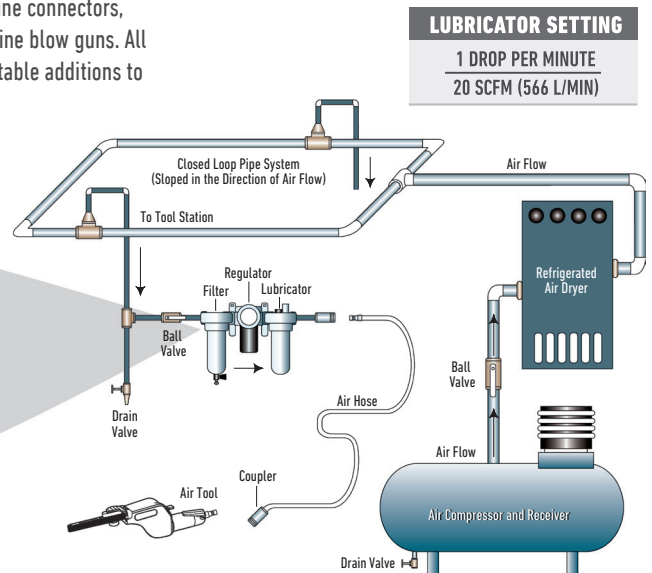 ine connectors,
ine blow guns. All
table additions to
LUBRICATOR SETTING
1 DROP PER MINUTE
20 SCFM (566 L/MIN)
Closed Loop Pipe System
(Sloped in the Direction of Air Flow)
Air Flow
To Tool Station
Refrigerated
Air Dryer
Regulator
Filter
Lubricator
Ball
Valve
Ball
Valve
Drain
Valve
Air Hose
Air Flow
Coupler
Air Tool
Air Compressor and Receiver
Drain Valve